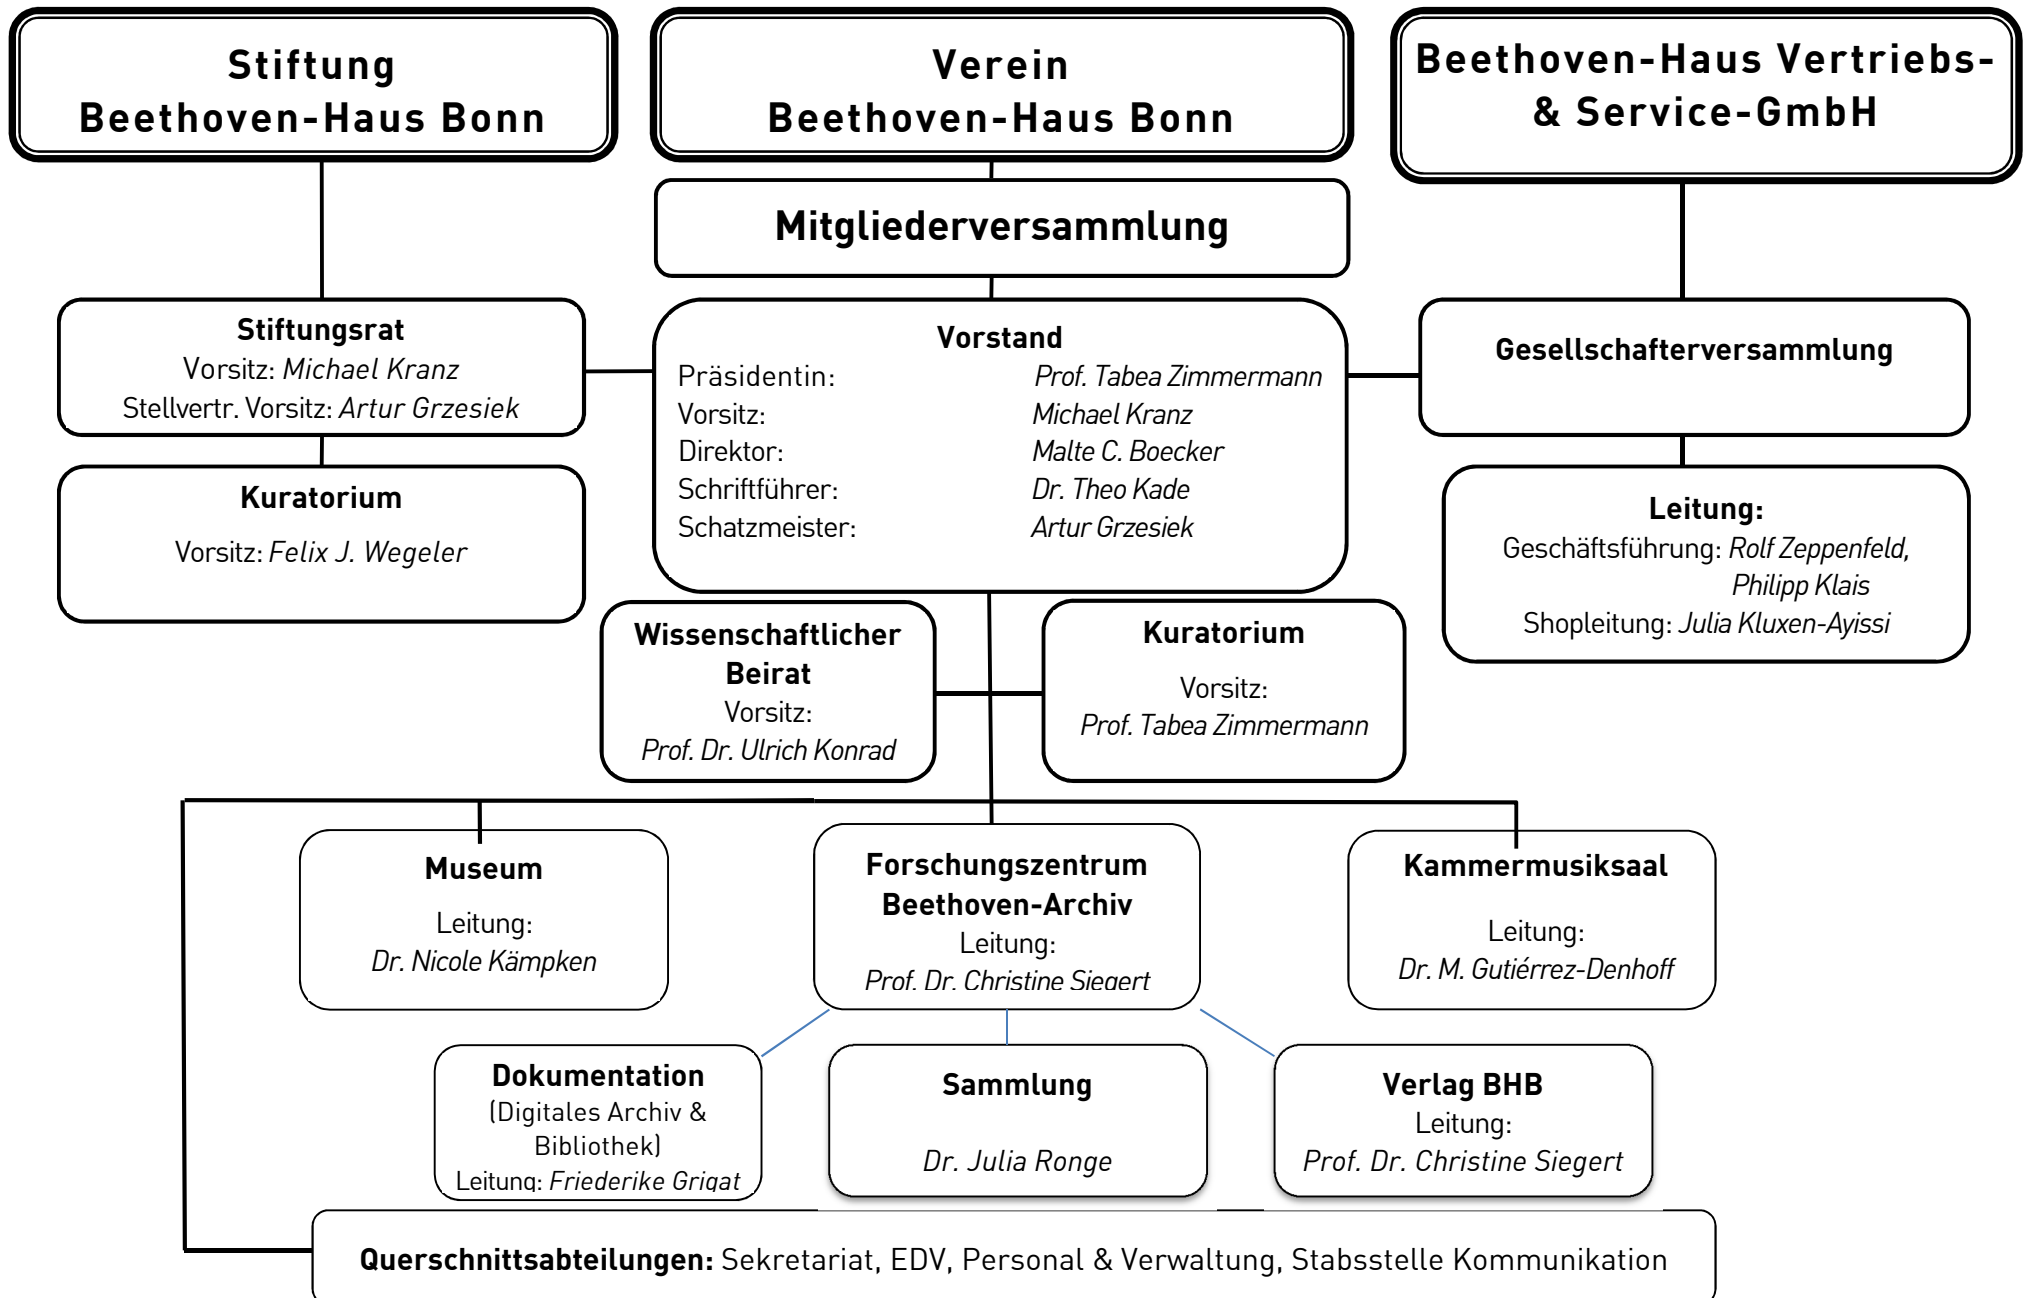 Stiftung
Beethoven-Haus Bonn
Verein
Beethoven-Haus Bonn
Beethoven-Haus Vertriebs-
& Service-GmbH
Mitgliederversammlung
Stiftungsrat
Vorsitz: Michael Kranz
Stellvertr. Vorsitz: Artur Grzesiek
Vorstand
Präsidentin: Prof. Tabea Zimmermann
Vorsitz: Michael Kranz
Direktor: Malte C. Boecker
Schriftführer: Dr. Theo Kade
Schatzmeister: Artur Grzesiek
Gesellschafterversammlung
Kuratorium
Vorsitz: Felix J. Wegeler
Leitung:
Geschäftsführung: Rolf Zeppenfeld,
Philipp Klais
Shopleitung: Julia Kluxen-Ayissi
Wissenschaftlicher
Beirat
Vorsitz:
Prof. Dr. Ulrich Konrad
Kuratorium
Vorsitz:
Prof. Tabea Zimmermann
Museum
Leitung:
Dr. Nicole Kämpken
Forschungszentrum
Beethoven-Archiv
Leitung:
Prof. Dr. Christine Siegert
Kammermusiksaal
Leitung:
Dr. M. Gutiérrez-Denhoff
Dokumentation
(Digitales Archiv &
Bibliothek)
Leitung: Friederike Grigat
Sammlung
Dr. Julia Ronge
Verlag BHB
Leitung:
Prof. Dr. Christine Siegert
Querschnittsabteilungen: Sekretariat, EDV, Personal & Verwaltung, Stabsstelle Kommunikation